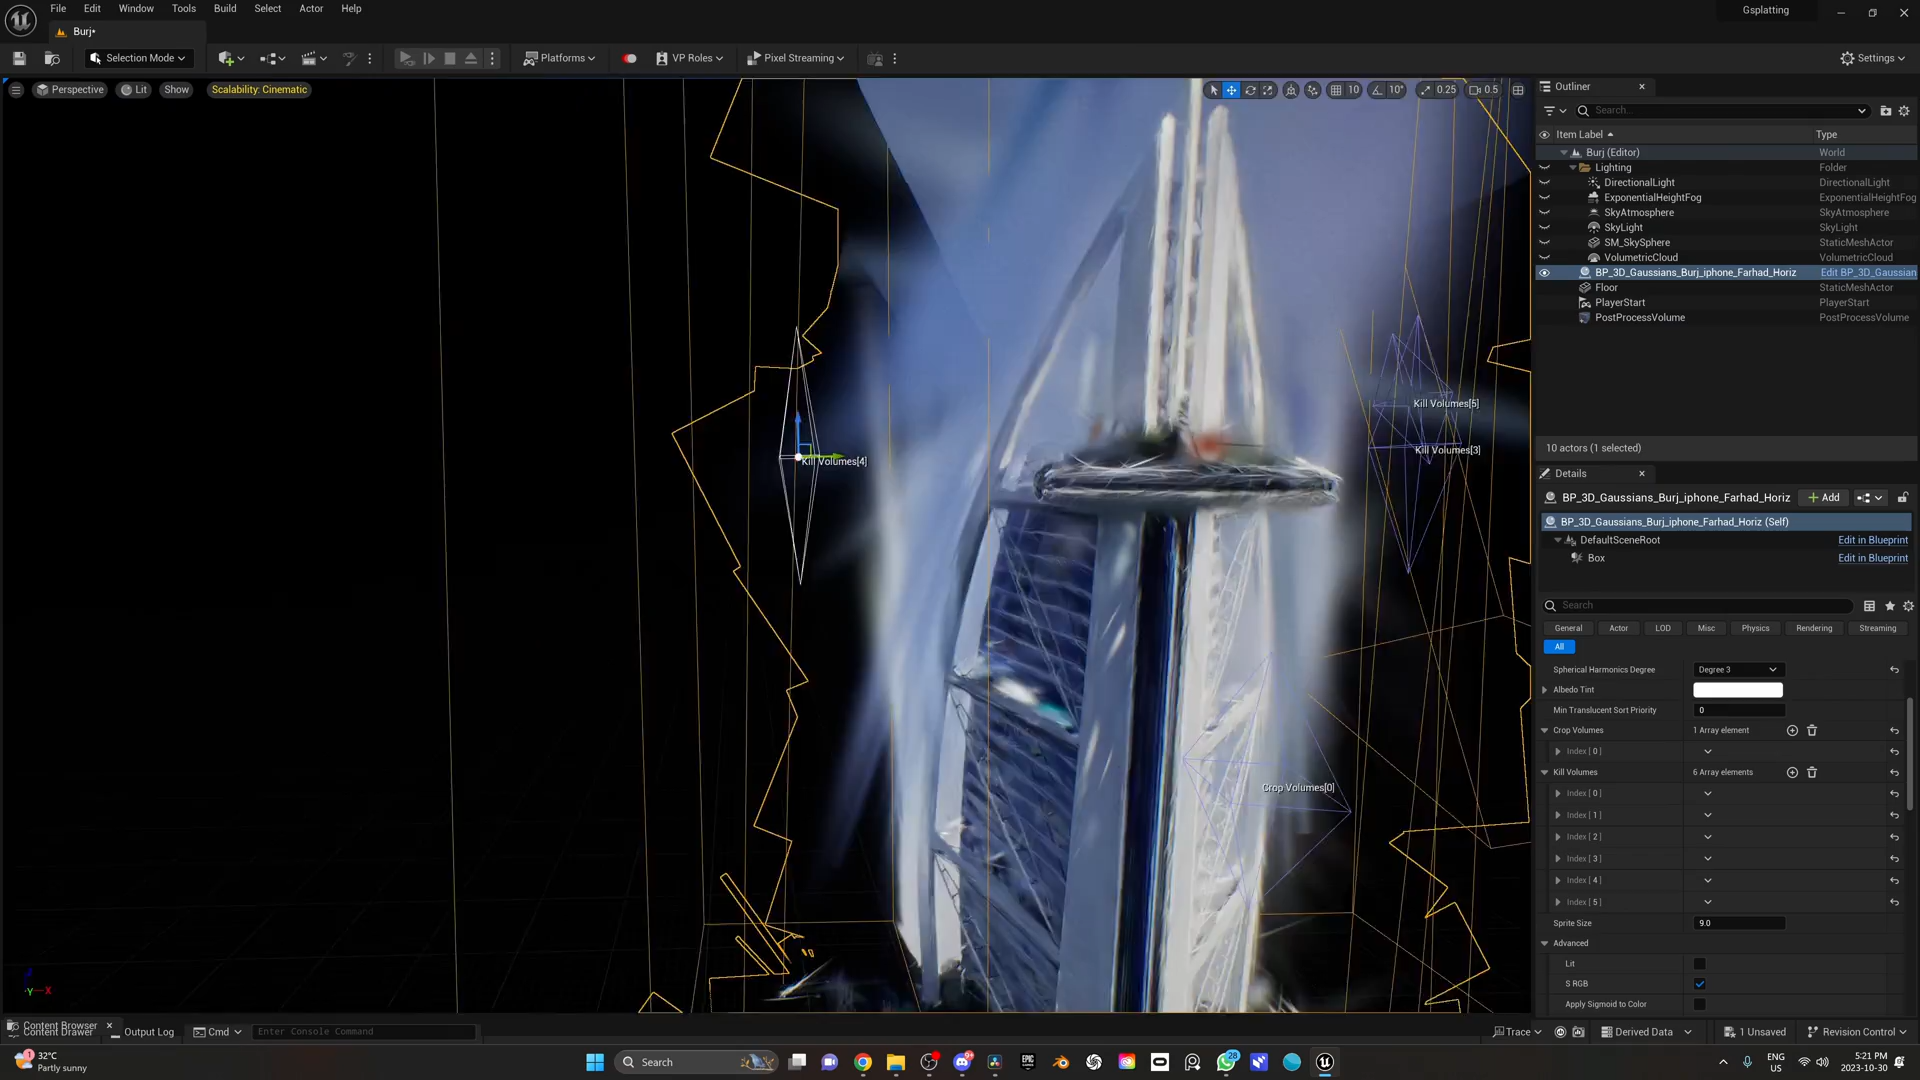 File Edit Window Tools Build Select Actor Help
Gsplatting
Burj•
Selection Mode
Platforms
VP Roles
Pixel Streaming
Settings
Perspective Lit Show Scalability: Cinematic
10 10° 0.25 0.5
Outliner
Search...
Item Label Type
Burj (Editor) World
Lighting Folder
DirectionalLight DirectionalLight
ExponentialHeightFog ExponentialHeightFog
SkyAtmosphere SkyAtmosphere
SkyLight SkyLight
SM_SkySphere StaticMeshActor
VolumetricCloud VolumetricCloud
BP_3D_Gaussians_Burj_iphone_Farhad_Horiz Edit BP_3D_Gaussian
Floor StaticMeshActor
PlayerStart PlayerStart
PostProcessVolume PostProcessVolume
Kill Volumes[5]
Kill Volumes[3]
Kill Volumes[4]
Crop Volumes[0]
10 actors (1 selected)
Details
BP_3D_Gaussians_Burj_iphone_Farhad_Horiz Add
BP_3D_Gaussians_Burj_iphone_Farhad_Horiz (Self)
DefaultSceneRoot Edit in Blueprint
Box Edit in Blueprint
Search
General Actor LOD Misc Physics Rendering Streaming
All
Spherical Harmonics Degree Degree 3
Albedo Tint
Min Translucent Sort Priority 0
Crop Volumes 1 Array element
Index [ 0 ]
Kill Volumes 6 Array elements
Index [ 0 ]
Index [ 1 ]
Index [ 2 ]
Index [ 3 ]
Index [ 4 ]
Index [ 5 ]
Sprite Size 9.0
Advanced
Lit
S RGB
Apply Sigmoid to Color
Z Y X
Content Browser
Content Drawer Output Log Cmd Enter Console Command
Trace Derived Data 1 Unsaved Revision Control
1 32°C
Partly sunny
Search
EPIC
28
ENG
US
5:21 PM
2023-10-30